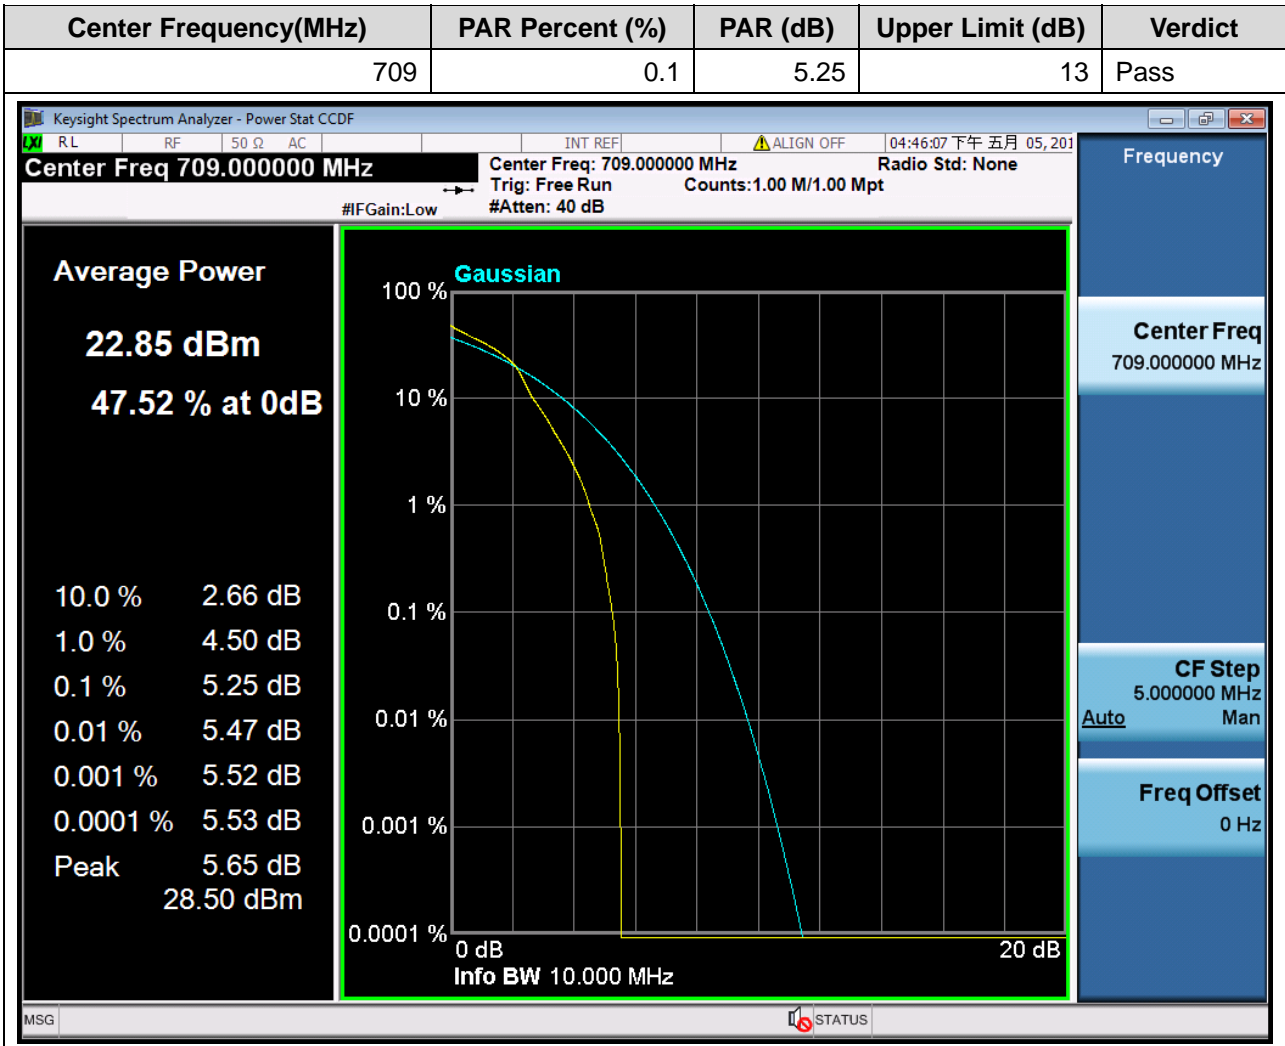 Center Frequency(MHz) PAR Percent (%) PAR (dB) Upper Limit (dB) Verdict
709 0.1 5.25 13 Pass
Keysight Spectrum Analyzer - Power Stat CCDF
LXI RL RF 50 Ω AC INT REF ALIGN OFF 04:46:07 下午 五月 05, 201
Center Freq 709.000000 MHz
Center Freq: 709.000000 MHz Radio Std: None
Trig: Free Run Counts:1.00 M/1.00 Mpt
#IFGain:Low #Atten: 40 dB
Frequency
Average Power
22.85 dBm
47.52 % at 0dB
10.0 % 2.66 dB
1.0 % 4.50 dB
0.1 % 5.25 dB
0.01 % 5.47 dB
0.001 % 5.52 dB
0.0001 % 5.53 dB
Peak 5.65 dB
28.50 dBm
Gaussian
100 %
10 %
1 %
0.1 %
0.01 %
0.001 %
0.0001 %
0 dB 20 dB
Info BW 10.000 MHz
Center Freq
709.000000 MHz
CF Step
5.000000 MHz
Auto Man
Freq Offset
0 Hz
MSG STATUS